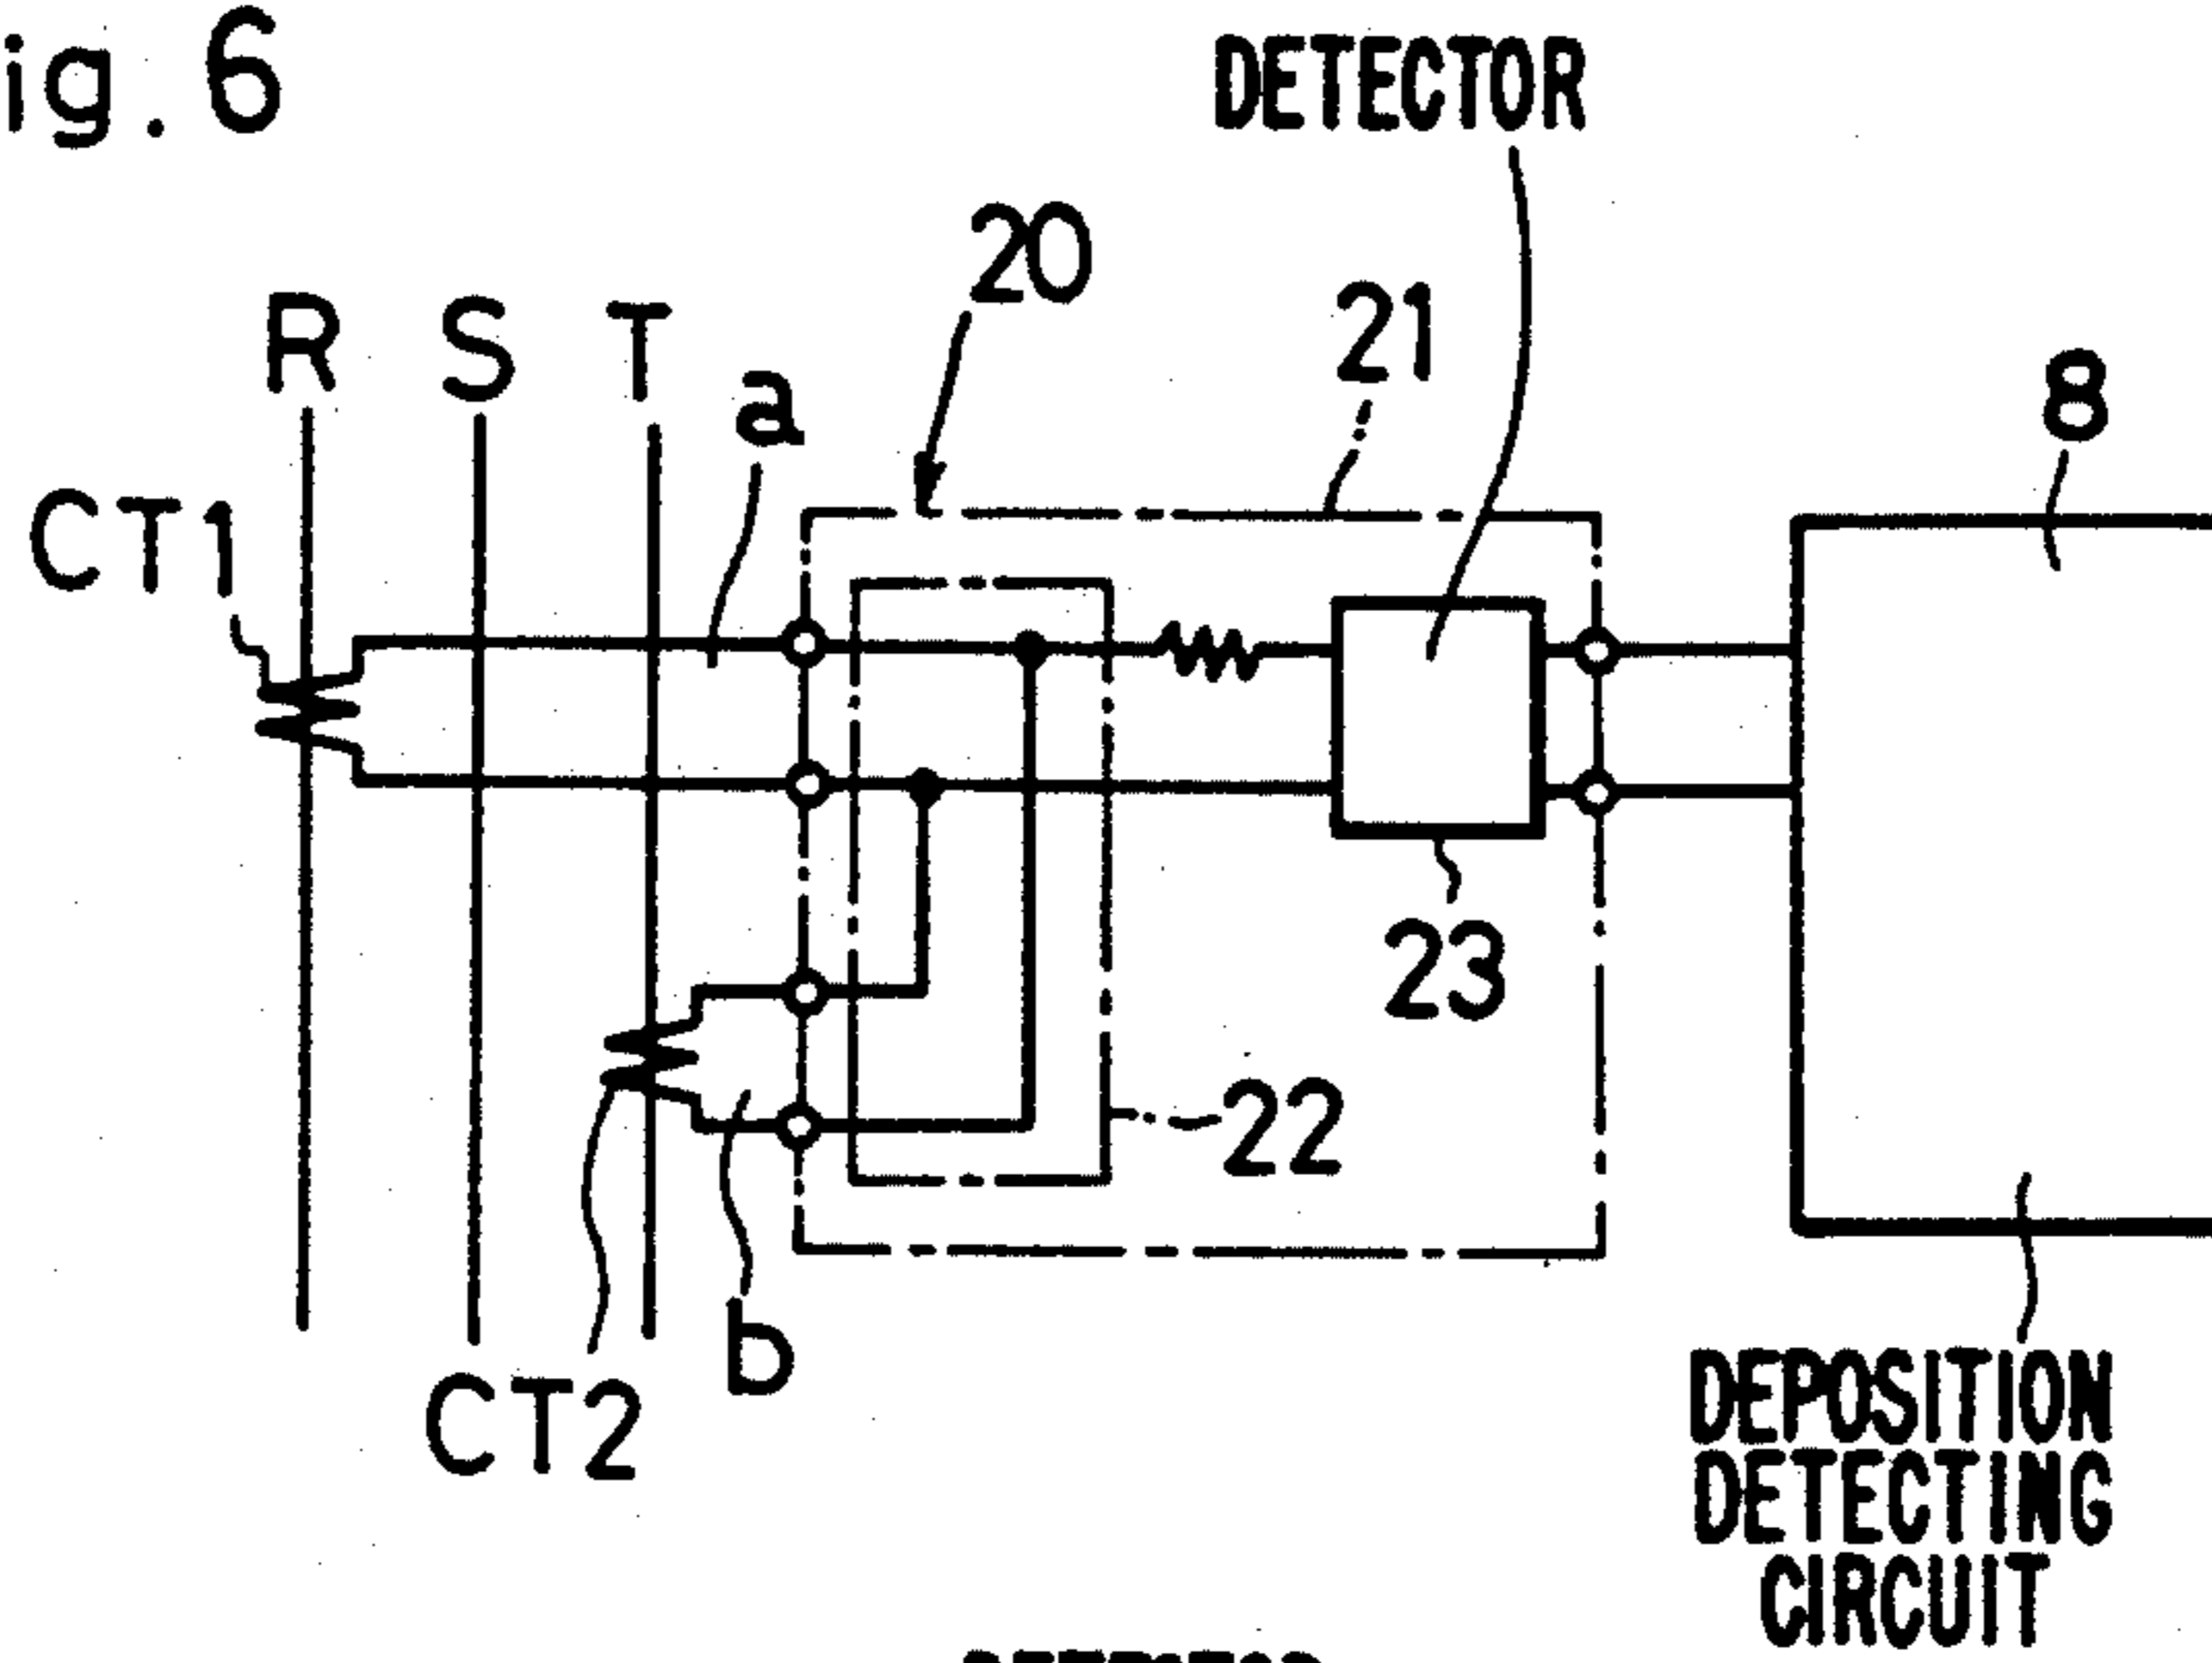 ig. 6
DETECTOR
20
21
R S T
a
8
CT1
23
22
b
CT2
DEPOSITION
DETECTING
CIRCUIT